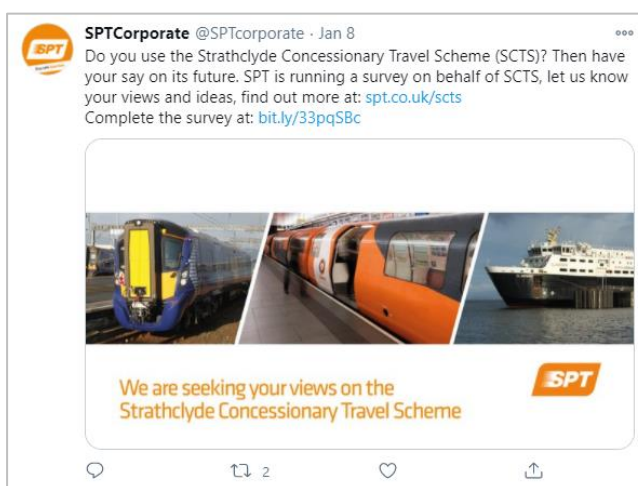 SPTCorporate @SPTcorporate · Jan 8
Do you use the Strathclyde Concessionary Travel Scheme (SCTS)? Then have
your say on its future. SPT is running a survey on behalf of SCTS, let us know
your views and ideas, find out more at: spt.co.uk/scts
Complete the survey at: bit.ly/33pqSBc
We are seeking your views on the
Strathclyde Concessionary Travel Scheme
SPT
2